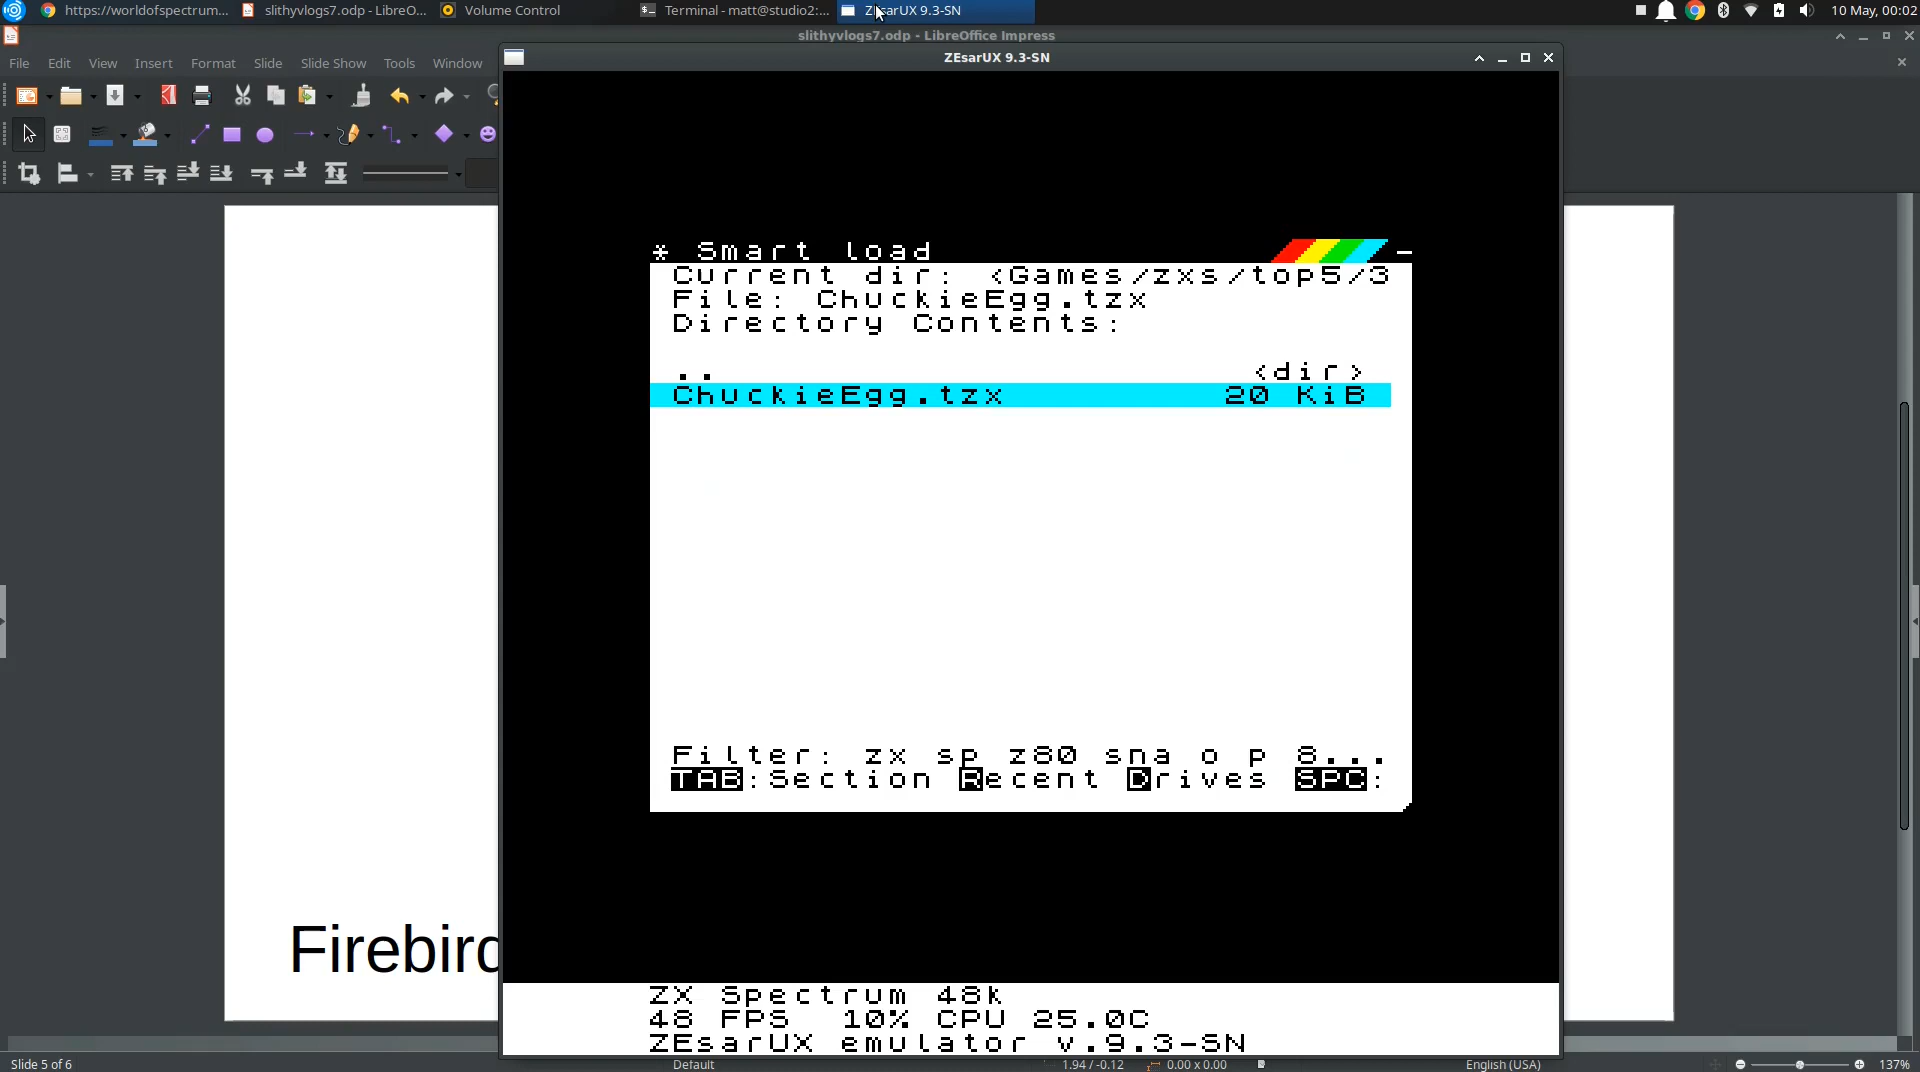 https://worldofspectrum...
slithyvlogs7.odp - LibreO...
Volume Control
Terminal - matt@studio2:...
ZEsarUX 9.3-SN
10 May, 00:02
slithyvlogs7.odp - LibreOffice Impress
File Edit View Insert Format Slide Slide Show Tools Window
ZEsarUX 9.3-SN
* Smart load
Current dir: <Games/zxs/top5/3
File: ChuckieEgg.tzx
Directory Contents:
.. <dir>
ChuckieEgg.tzx 20 KiB
Filter: zx sp z80 sna o p 8...
TAB:Section Recent Drives SPC:
Firebird
ZX Spectrum 48k
48 FPS 10% CPU 25.0C
ZEsarUX emulator v.9.3-SN
Slide 5 of 6
Default
1.94 / -0.12
0.00 x 0.00
English (USA)
137%